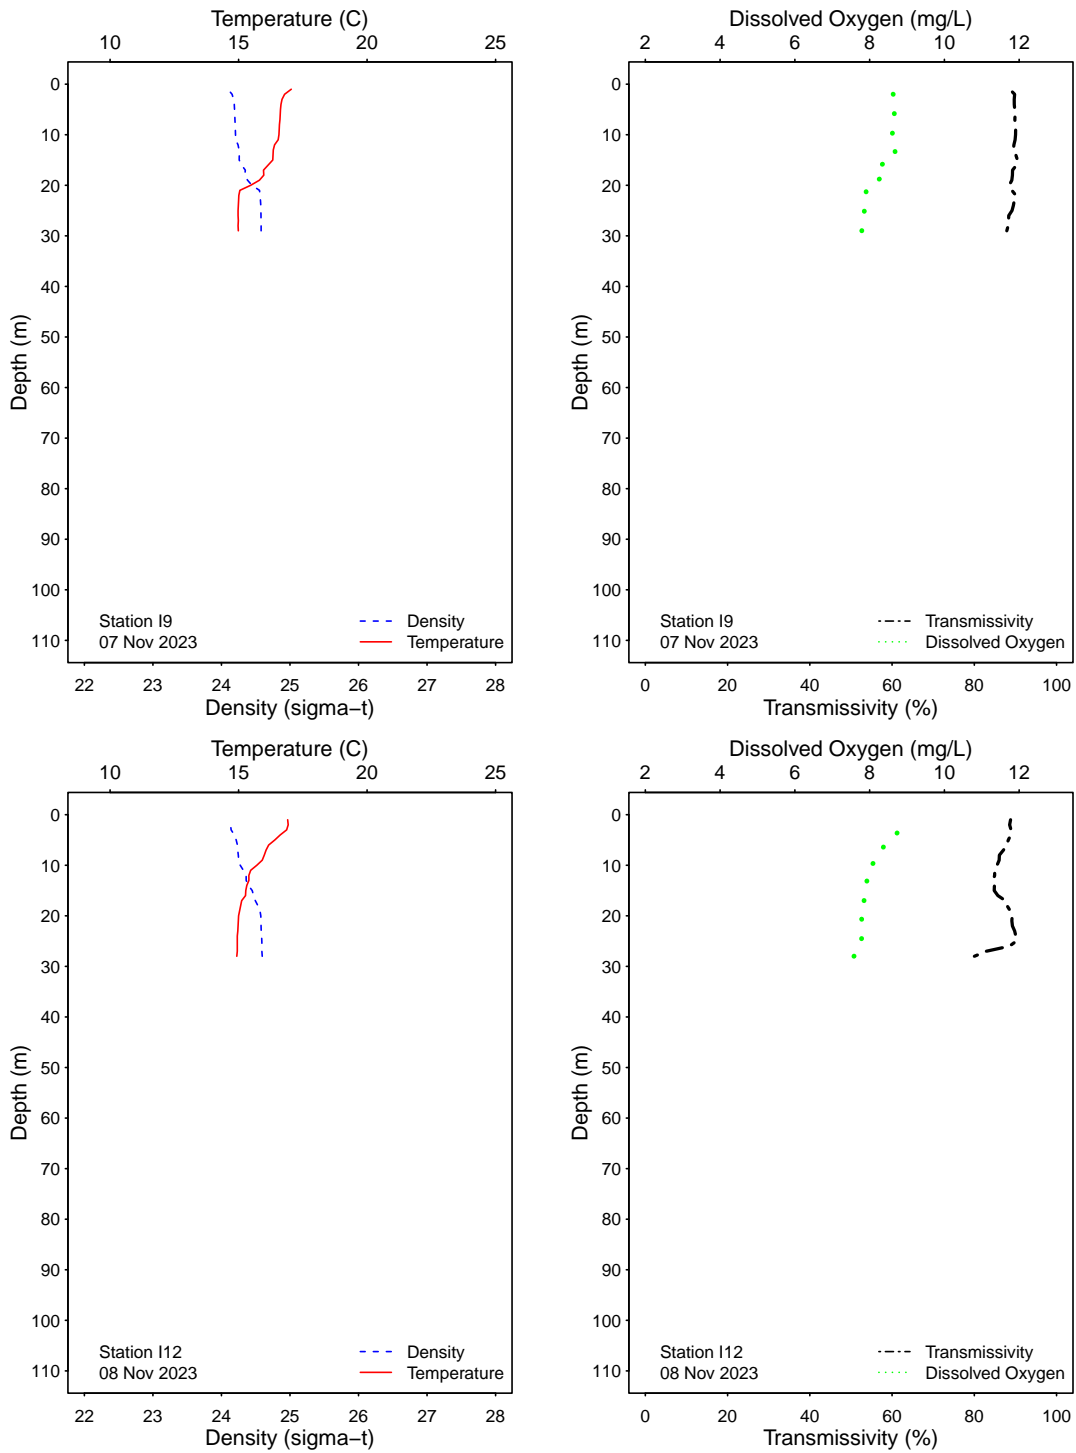 Temperature (C)
10 15 20 25
0
10
20
30
40
50
60
70
80
90
100
110
Depth (m)
Station I9
07 Nov 2023
Density
Temperature
22 23 24 25 26 27 28
Density (sigma−t)
Dissolved Oxygen (mg/L)
2 4 6 8 10 12
0
10
20
30
40
50
60
70
80
90
100
110
Depth (m)
Station I9
07 Nov 2023
Transmissivity
Dissolved Oxygen
0 20 40 60 80 100
Transmissivity (%)
Temperature (C)
10 15 20 25
0
10
20
30
40
50
60
70
80
90
100
110
Depth (m)
Station I12
08 Nov 2023
Density
Temperature
22 23 24 25 26 27 28
Density (sigma−t)
Dissolved Oxygen (mg/L)
2 4 6 8 10 12
0
10
20
30
40
50
60
70
80
90
100
110
Depth (m)
Station I12
08 Nov 2023
Transmissivity
Dissolved Oxygen
0 20 40 60 80 100
Transmissivity (%)